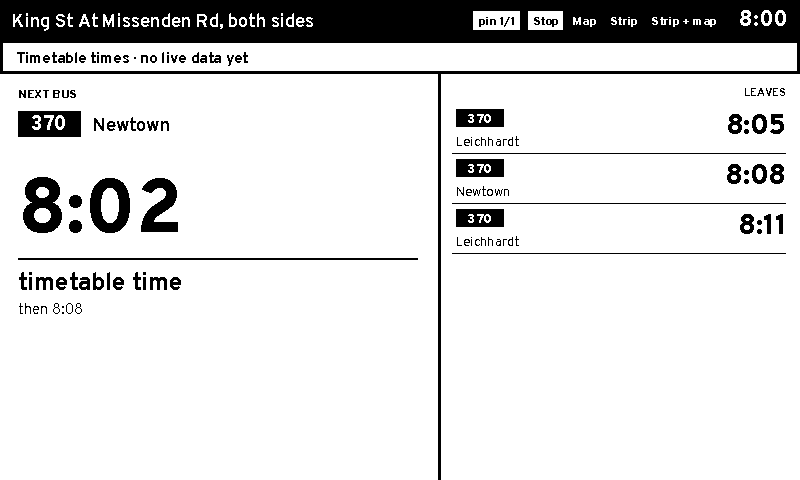 King St At Missenden Rd, both sides
pin 1/1 Stop Map Strip Strip + map 8:00
Timetable times · no live data yet
NEXT BUS
370 Newtown
8:02
timetable time
then 8:08
LEAVES
370 8:05
Leichhardt
370 8:08
Newtown
370 8:11
Leichhardt